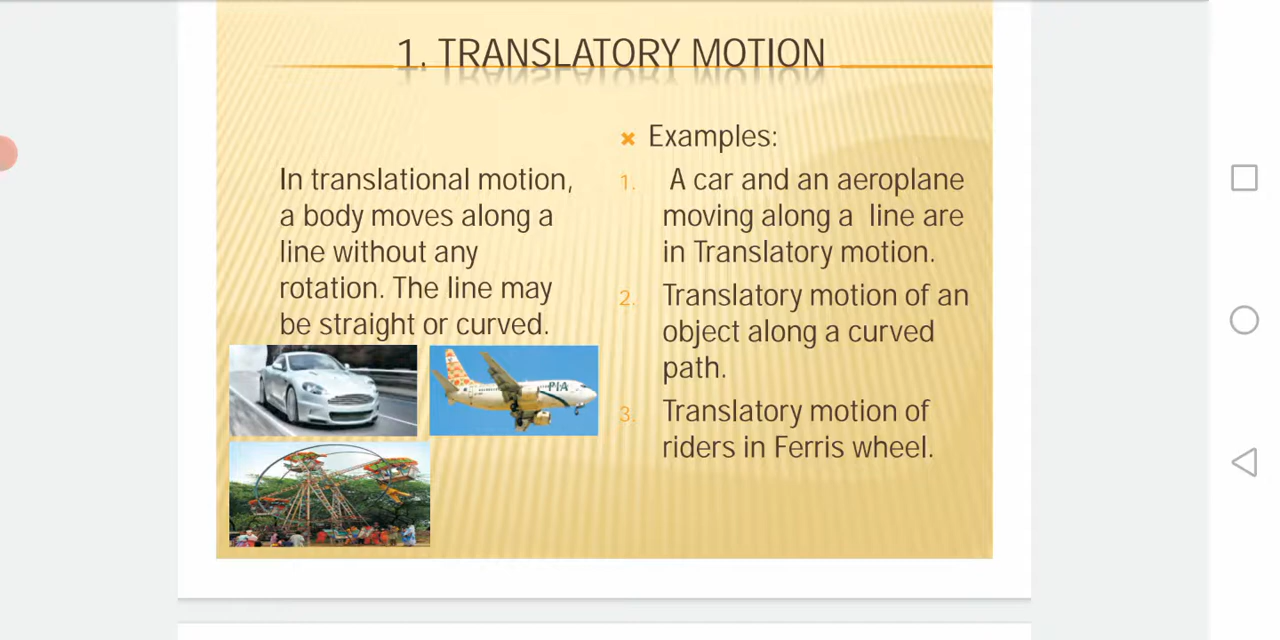 1. TRANSLATORY MOTION
In translational motion,
a body moves along a
line without any
rotation. The line may
be straight or curved.
Examples:
1. A car and an aeroplane
moving along a line are
in Translatory motion.
2. Translatory motion of an
object along a curved
path.
3. Translatory motion of
riders in Ferris wheel.
PIA